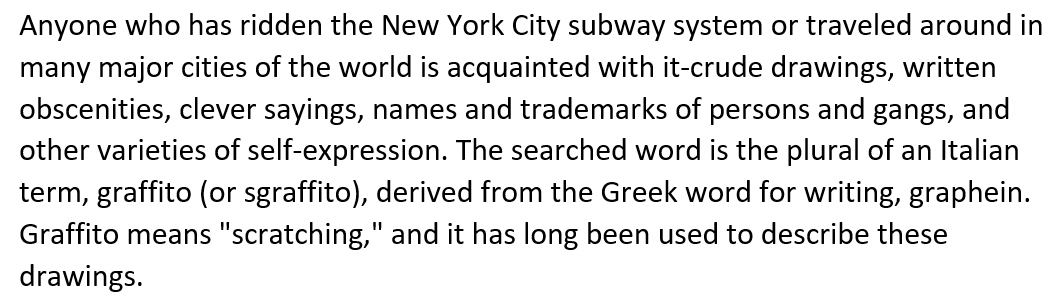 Anyone who has ridden the New York City subway system or traveled around in
many major cities of the world is acquainted with it-crude drawings, written
obscenities, clever sayings, names and trademarks of persons and gangs, and
other varieties of self-expression. The searched word is the plural of an Italian
term, graffito (or sgraffito), derived from the Greek word for writing, graphein.
Graffito means "scratching," and it has long been used to describe these
drawings.